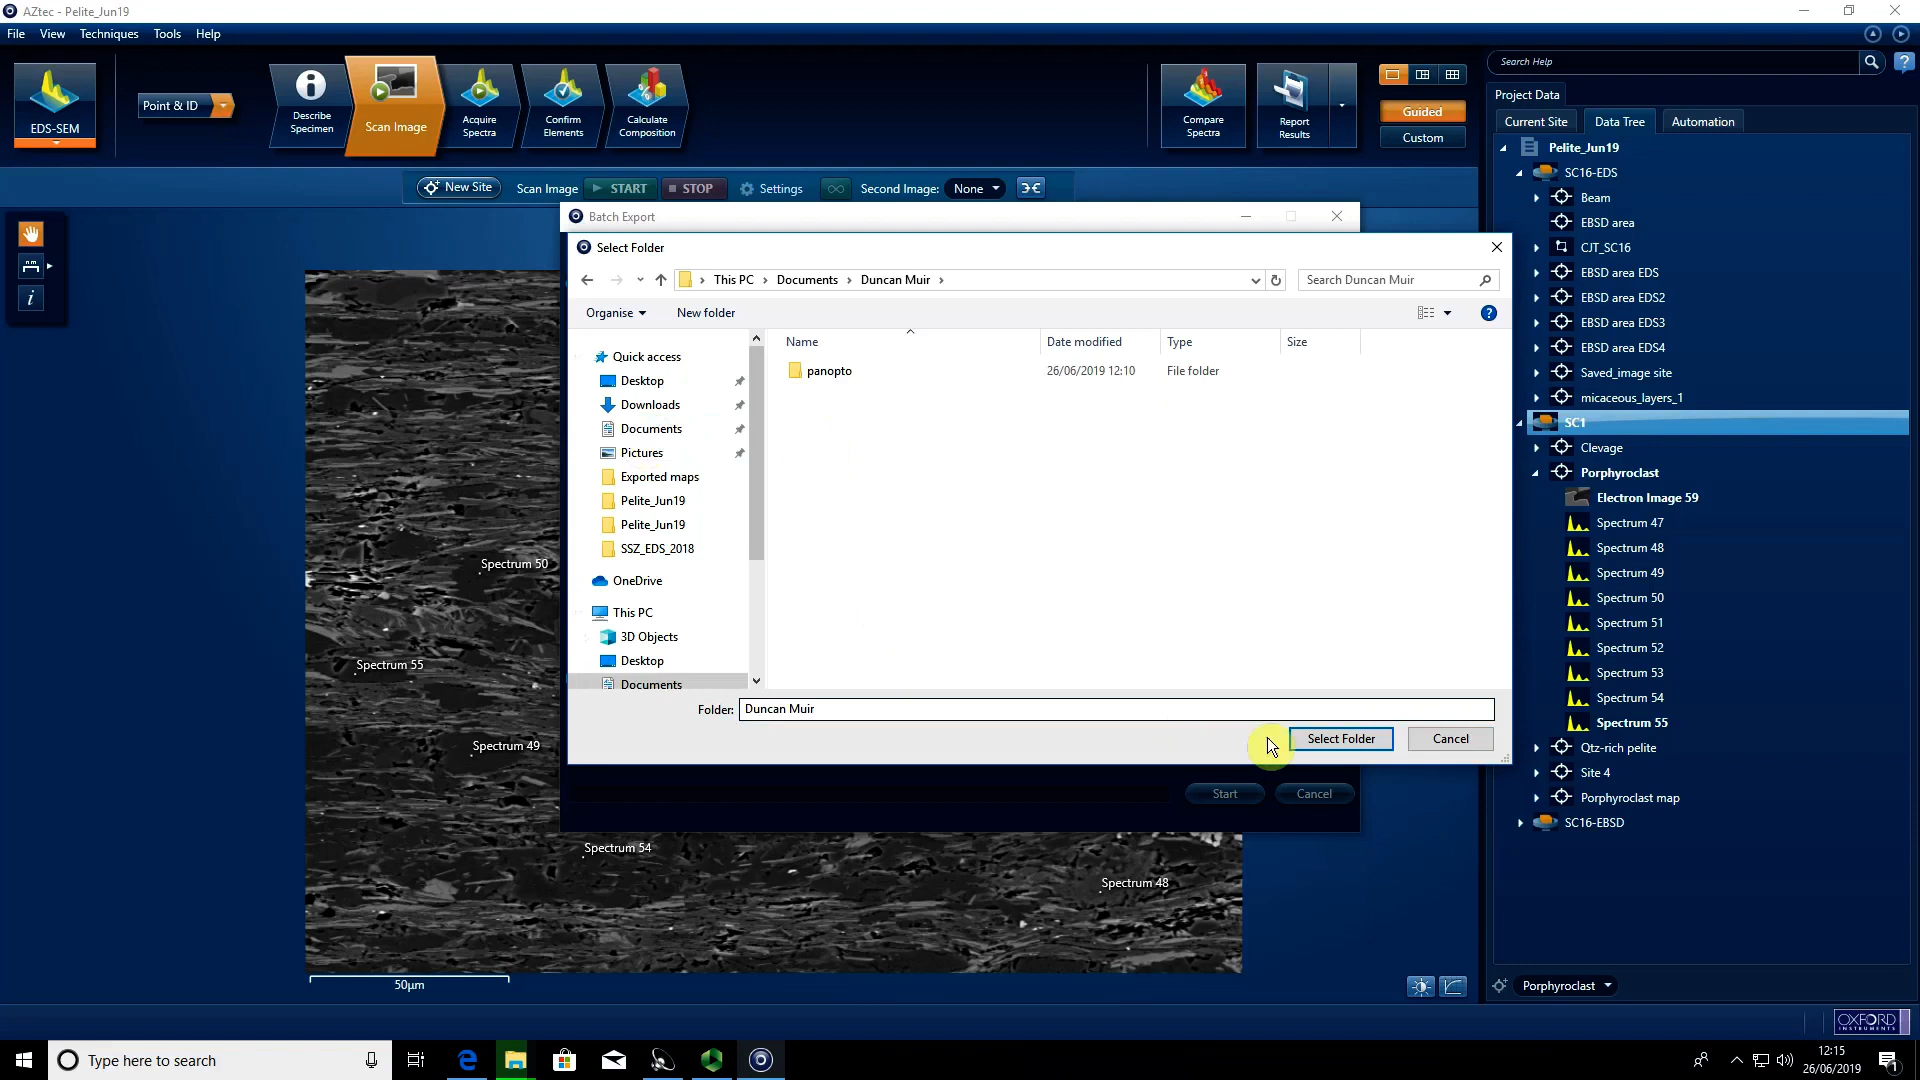 AZtec - Pelite_Jun19
File View Techniques Tools Help
EDS-SEM
Point & ID
Describe Specimen
Scan Image
Acquire Spectra
Confirm Elements
Calculate Composition
Compare Spectra
Report Results
Guided
Custom
New Site Scan Image START STOP Settings Second Image: None
Batch Export
Select Folder
This PC › Documents › Duncan Muir ›
Search Duncan Muir
Organise New folder
Name Date modified Type Size
panopto 26/06/2019 12:10 File folder
Quick access
Desktop
Downloads
Documents
Pictures
Exported maps
Pelite_Jun19
Pelite_Jun19
SSZ_EDS_2018
OneDrive
This PC
3D Objects
Desktop
Documents
Folder: Duncan Muir
Select Folder Cancel
Start Cancel
Spectrum 50
Spectrum 55
Spectrum 49
Spectrum 54
Spectrum 48
50µm
Search Help
?
Project Data
Current Site Data Tree Automation
Pelite_Jun19
SC16-EDS
Beam
EBSD area
CJT_SC16
EBSD area EDS
EBSD area EDS2
EBSD area EDS3
EBSD area EDS4
Saved_image site
micaceous_layers_1
SC1
Clevage
Porphyroclast
Electron Image 59
Spectrum 47
Spectrum 48
Spectrum 49
Spectrum 50
Spectrum 51
Spectrum 52
Spectrum 53
Spectrum 54
Spectrum 55
Qtz-rich pelite
Site 4
Porphyroclast map
SC16-EBSD
Porphyroclast
OXFORD
INSTRUMENTS
Type here to search
12:15
26/06/2019
1